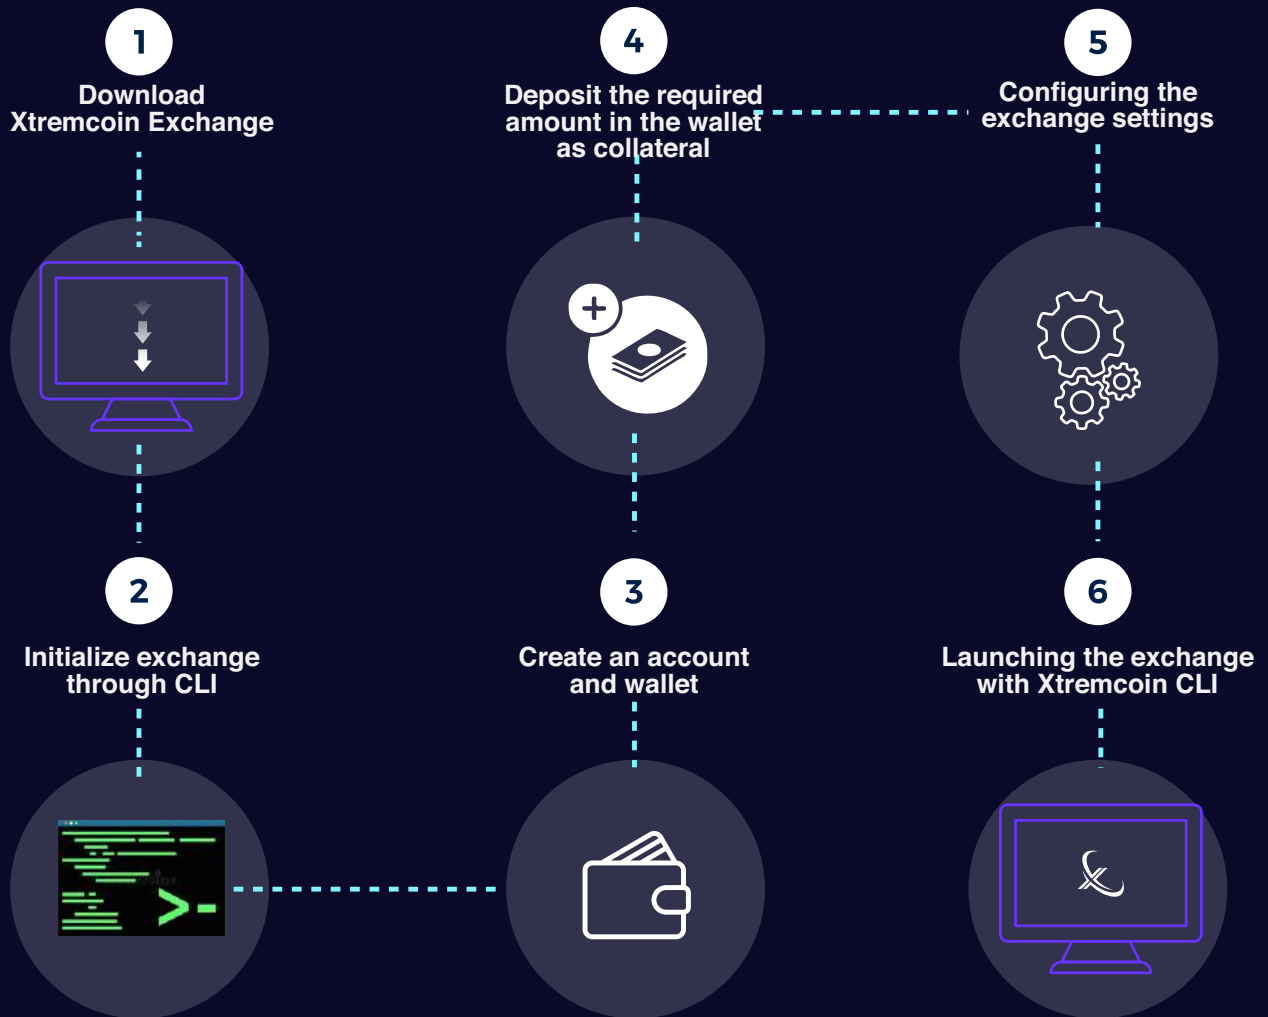 1
Download
Xtremcoin Exchange
2
Initialize exchange
through CLI
3
Create an account
and wallet
4
Deposit the required
amount in the wallet
as collateral
5
Configuring the
exchange settings
6
Launching the exchange
with Xtremcoin CLI